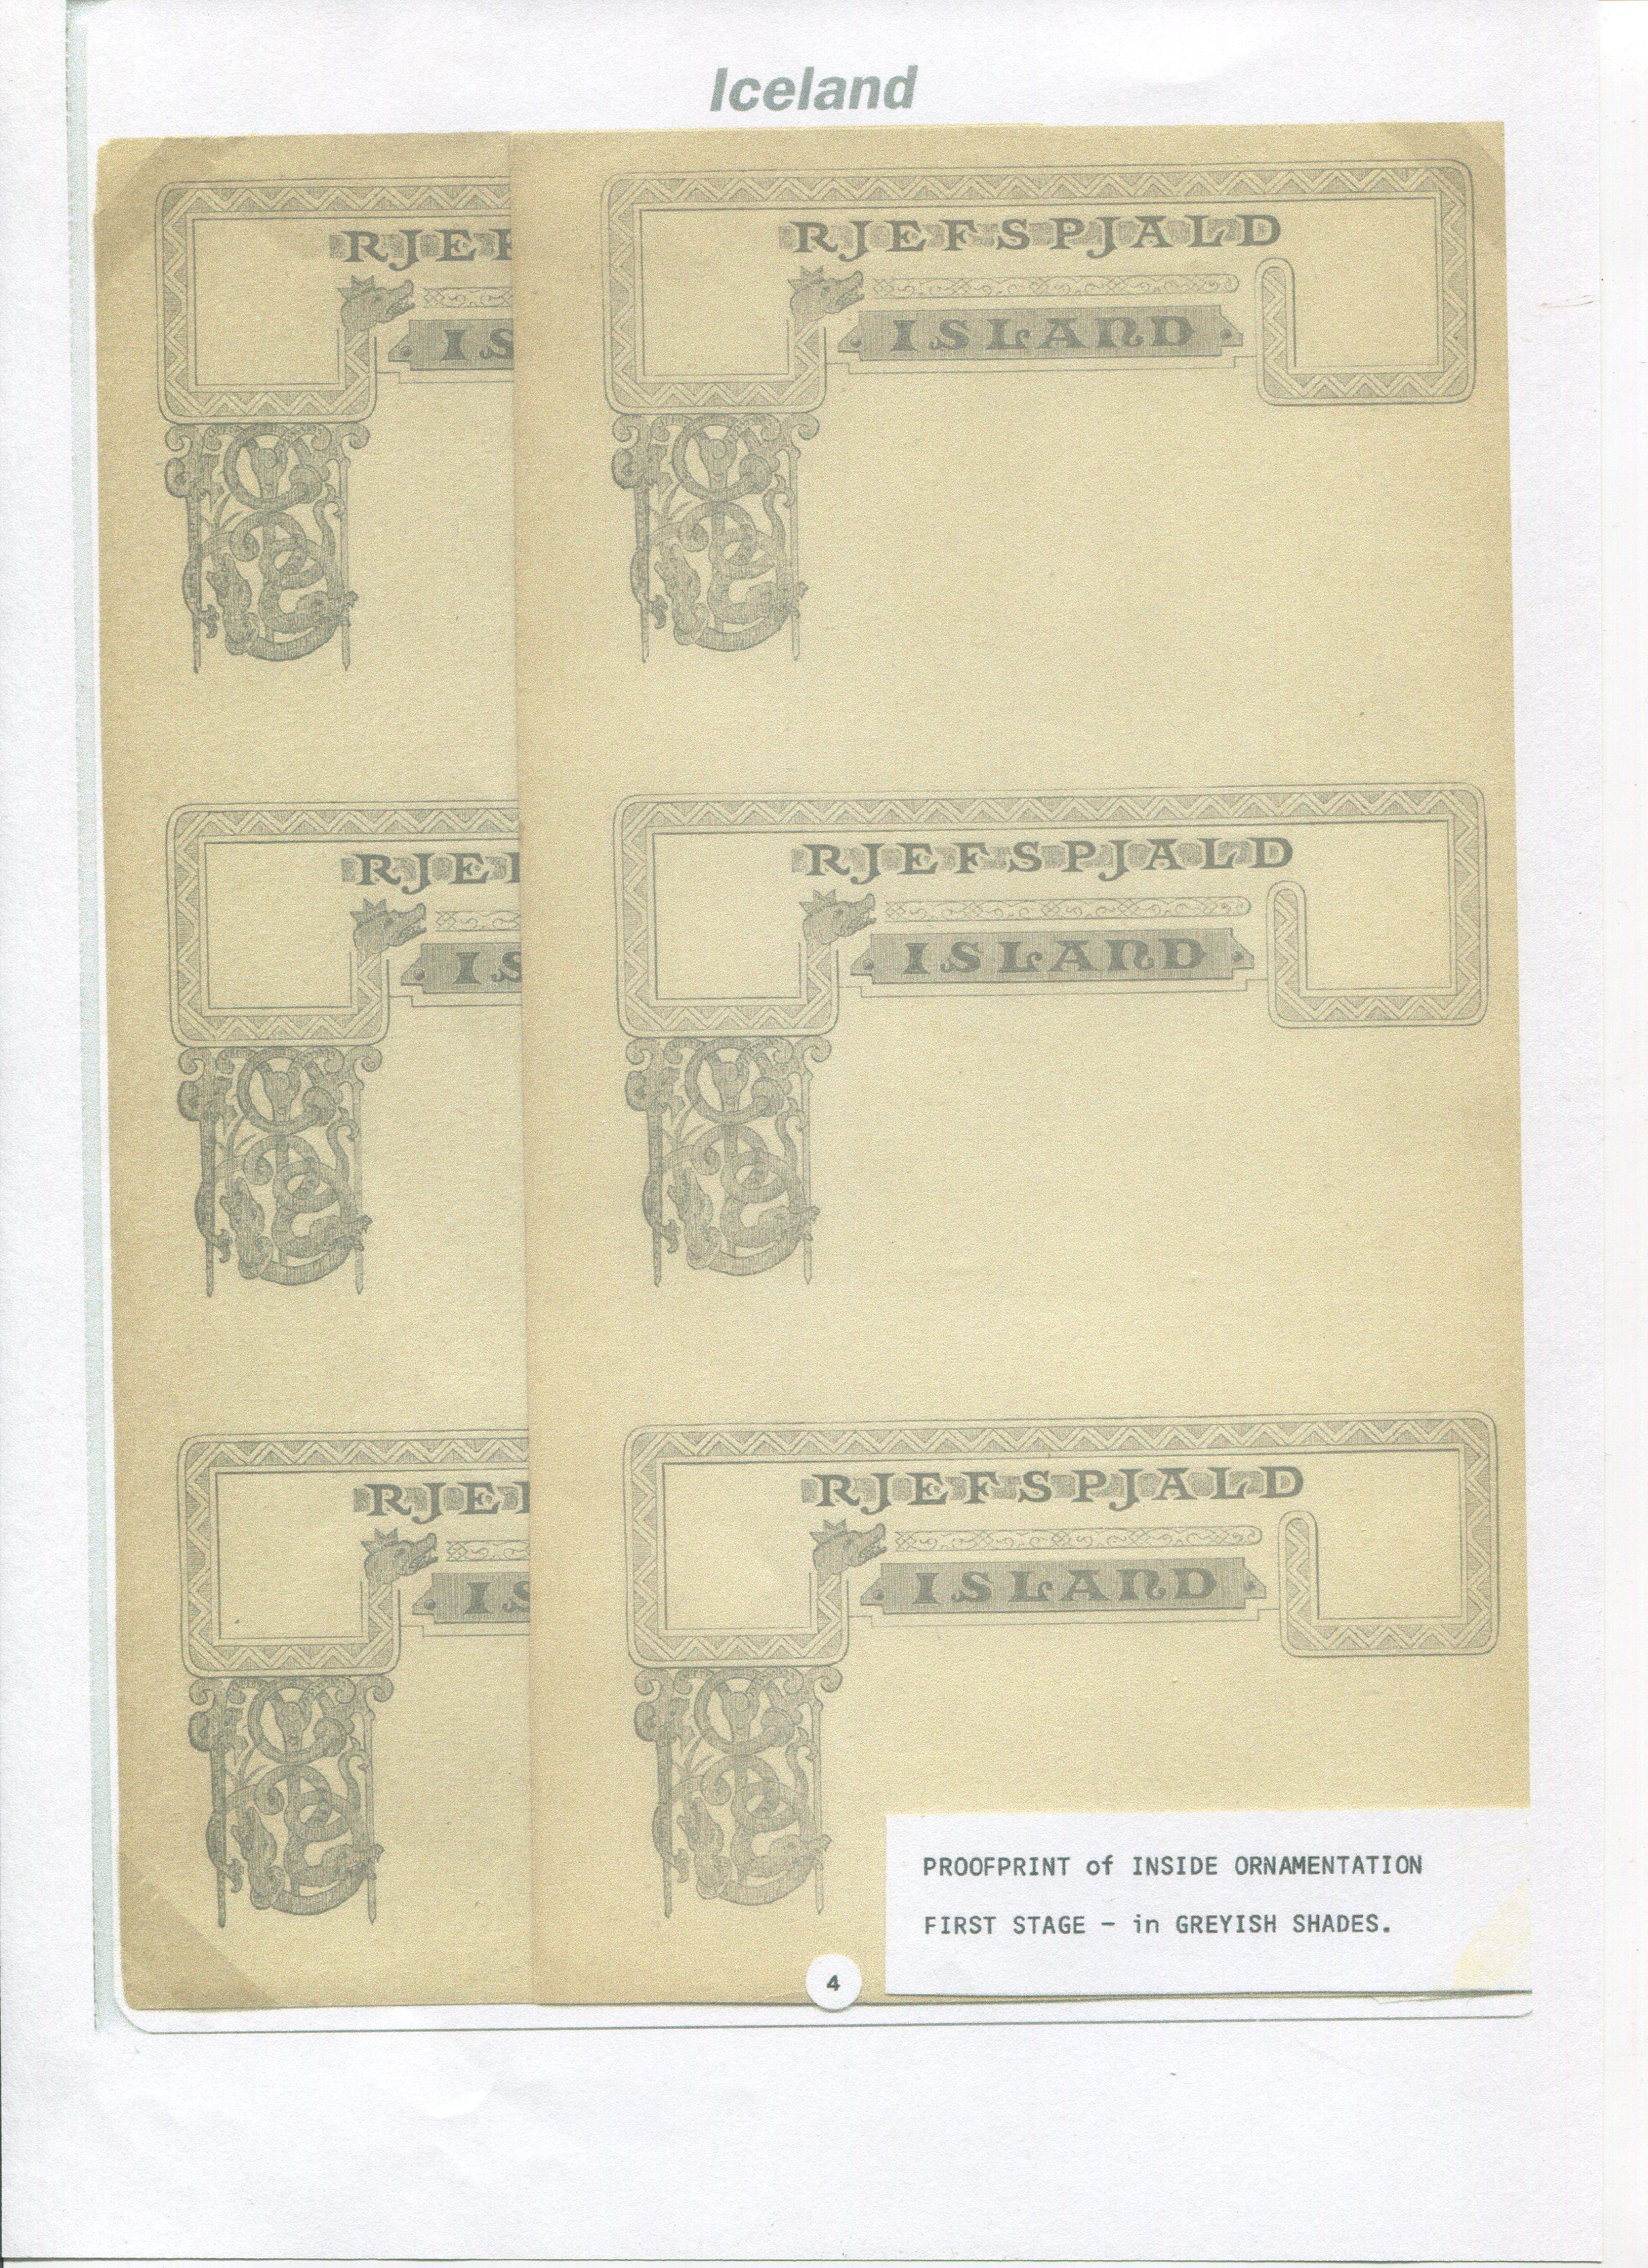 Iceland
RJEF
IS
RJEFSPJALD
ISLAND
RJE
IS
RJEFSPJALD
ISLAND
RJE
IS
RJEFSPJALD
ISLAND
PROOFPRINT of INSIDE ORNAMENTATION
FIRST STAGE - in GREYISH SHADES.
4